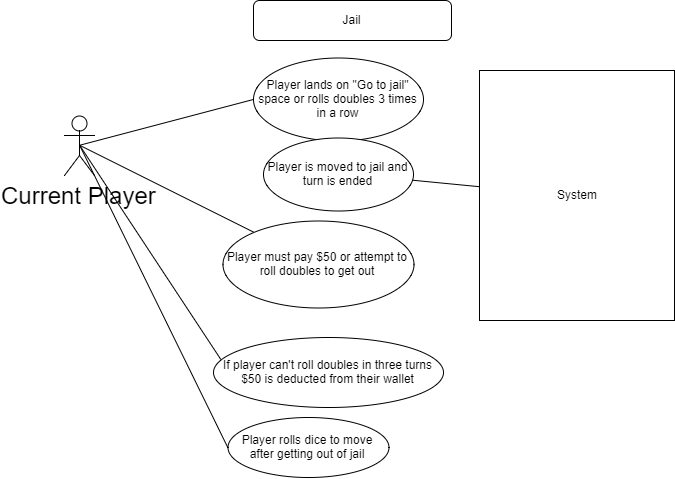 Jail
Player lands on "Go to jail"
space or rolls doubles 3 times
in a row
Player is moved to jail and
turn is ended
System
Current Player
Player must pay $50 or attempt to
roll doubles to get out
If player can't roll doubles in three turns
$50 is deducted from their wallet
Player rolls dice to move
after getting out of jail